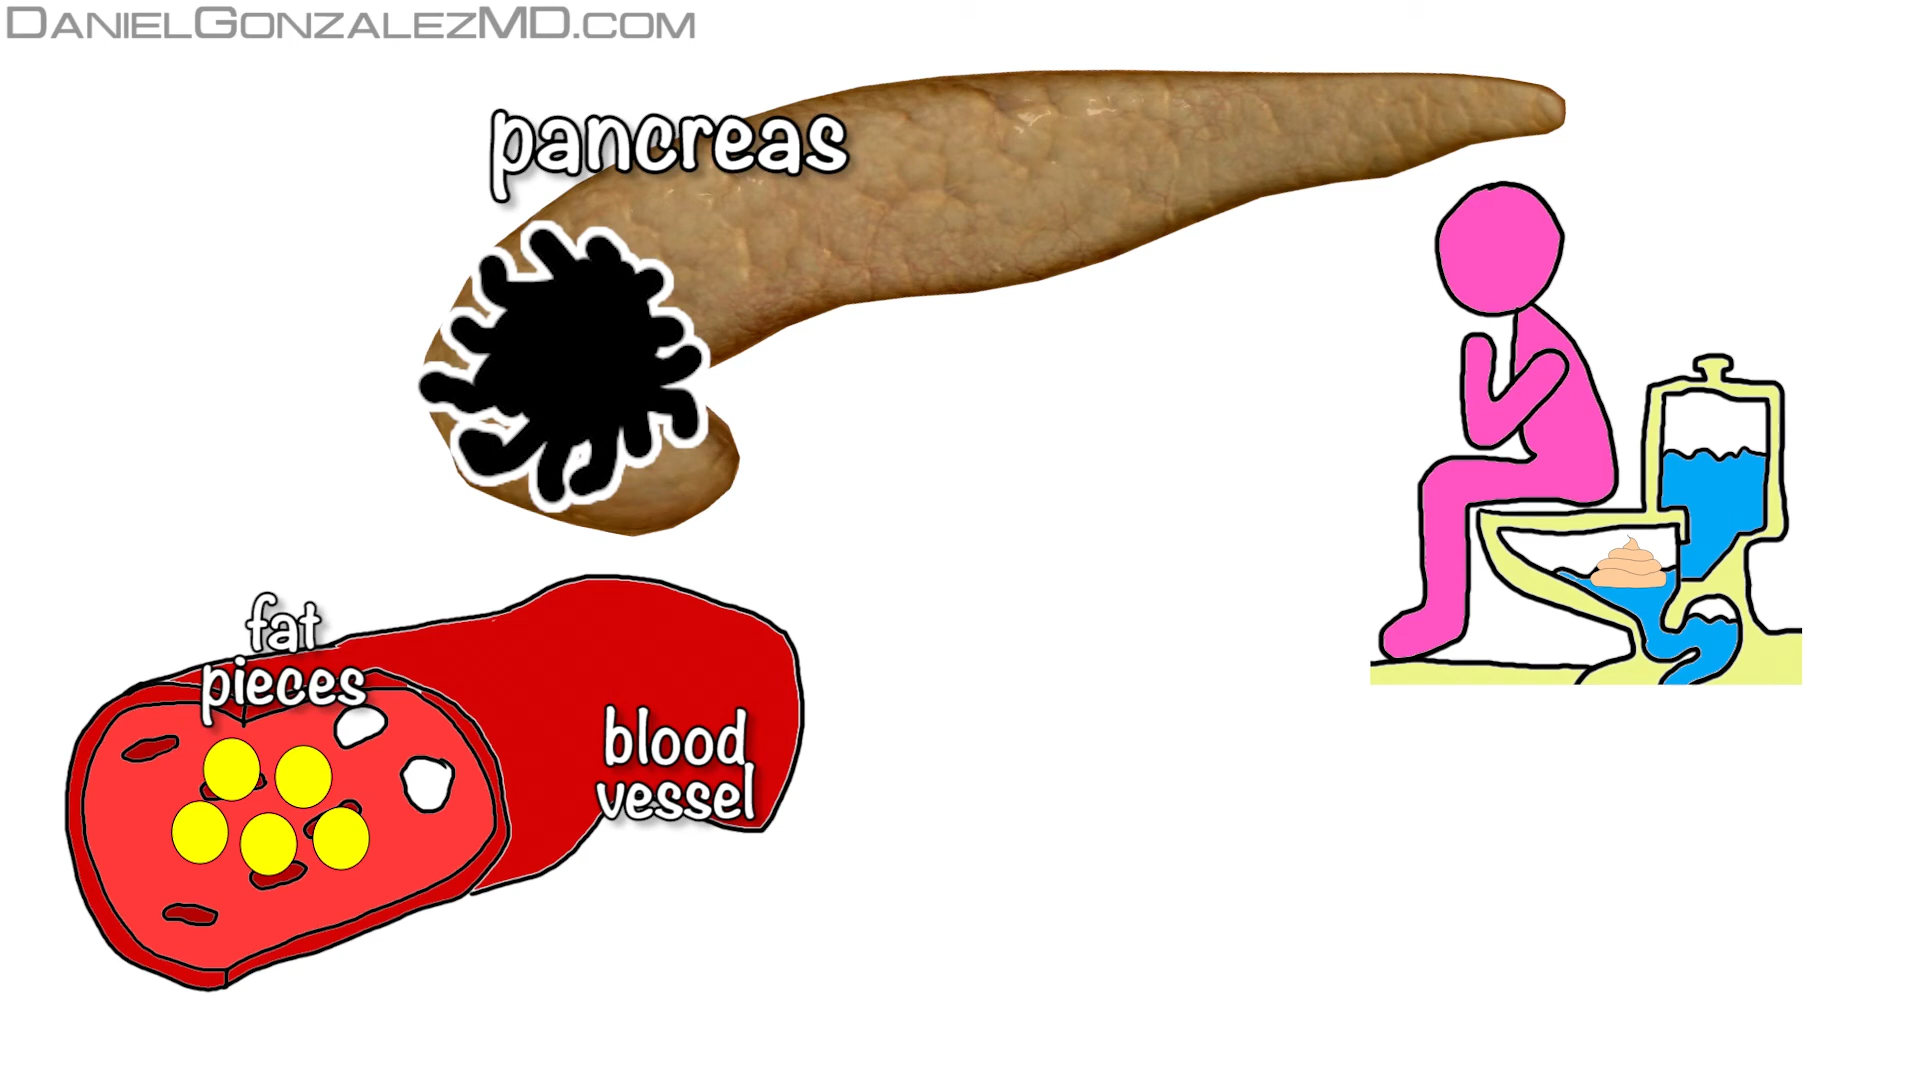 DanielGonzalezMD.com
pancreas
fat
pieces
blood
vessel